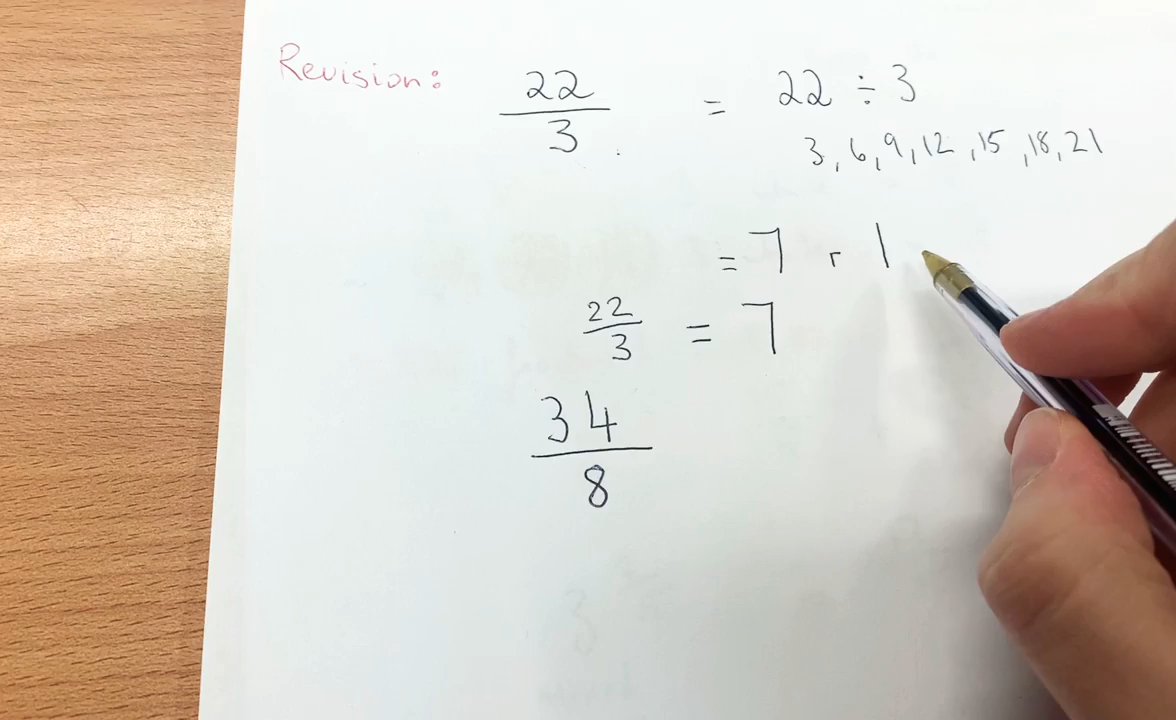 Revision: 22/3 = 22 ÷ 3
3, 6, 9, 12, 15, 18, 21
= 7 r 1
22/3 = 7
34/8